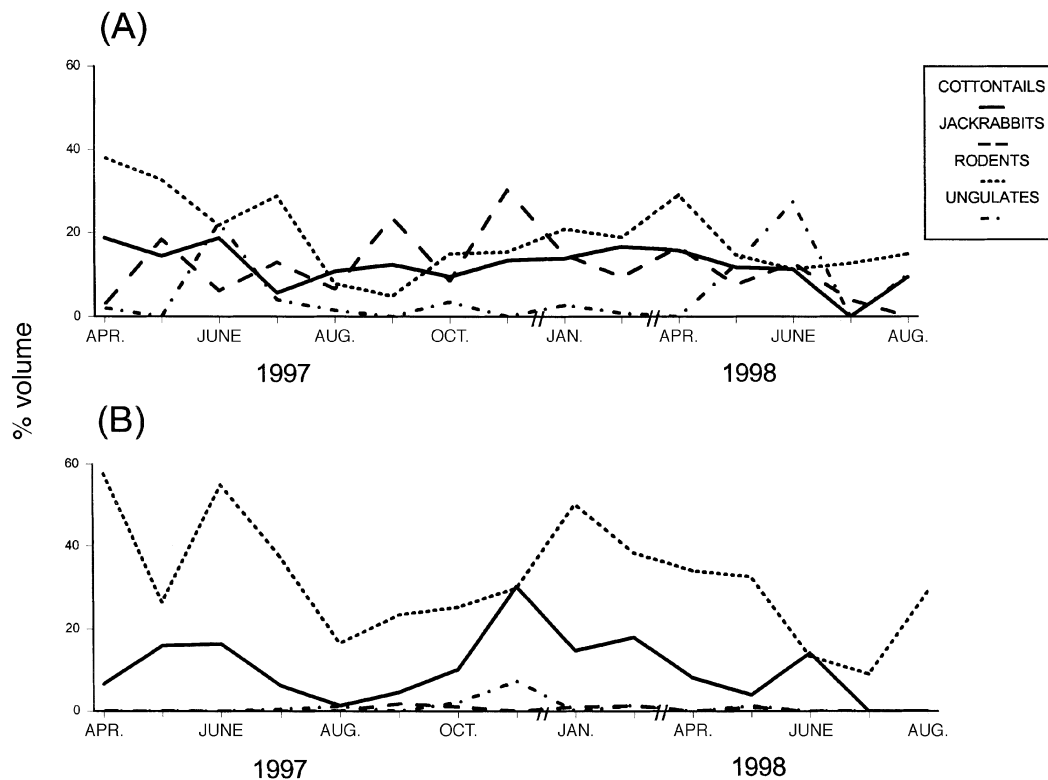 (A)
60
40
20
0
APR.
JUNE
AUG.
OCT.
JAN.
APR.
JUNE
AUG.
1997
1998
COTTONTAILS
JACKRABBITS
RODENTS
UNGULATES
% volume
(B)
60
40
20
0
APR.
JUNE
AUG.
OCT.
JAN.
APR.
JUNE
AUG.
1997
1998